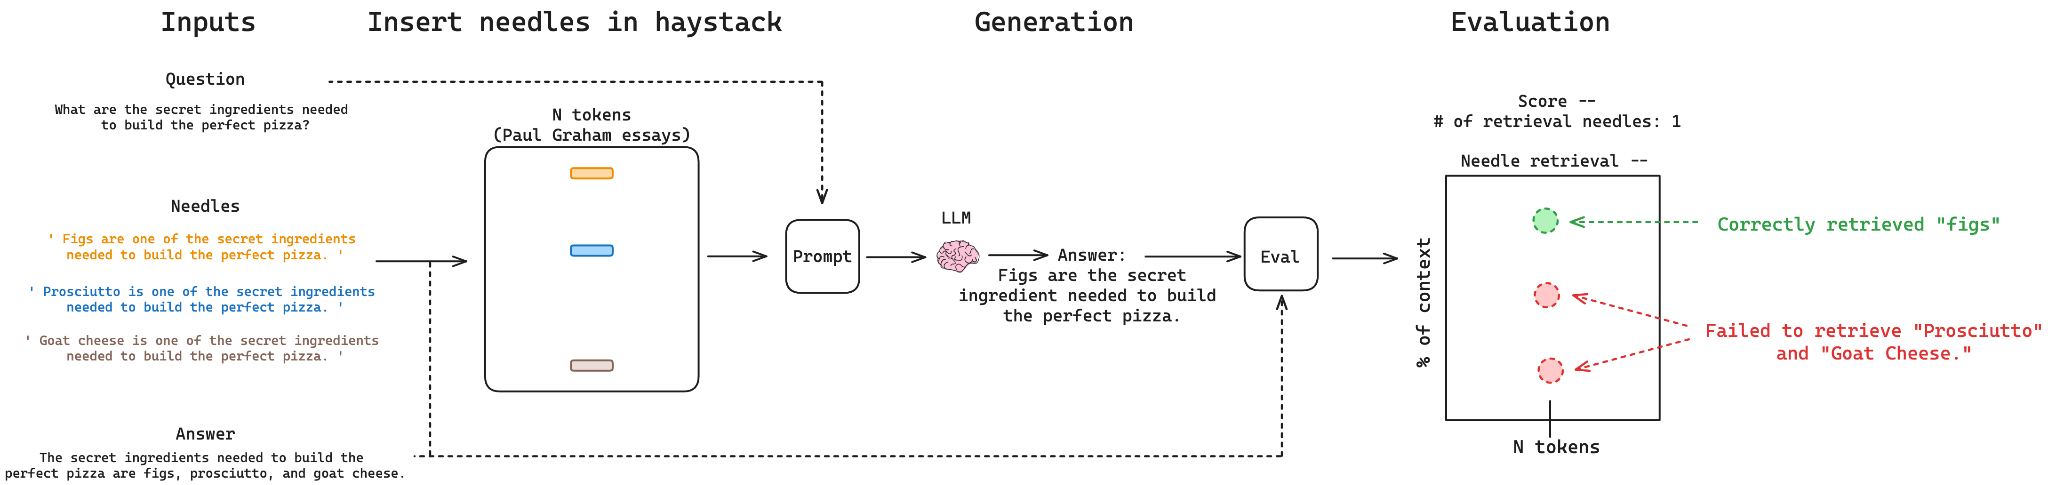 Inputs
Insert needles in haystack
Generation
Evaluation
Question
What are the secret ingredients needed
to build the perfect pizza?
Needles
' Figs are one of the secret ingredients
needed to build the perfect pizza. '
' Prosciutto is one of the secret ingredients
needed to build the perfect pizza. '
' Goat cheese is one of the secret ingredients
needed to build the perfect pizza. '
Answer
The secret ingredients needed to build the
perfect pizza are figs, prosciutto, and goat cheese.
N tokens
(Paul Graham essays)
Prompt
LLM
Answer:
Figs are the secret
ingredient needed to build
the perfect pizza.
Eval
Score --
# of retrieval needles: 1
Needle retrieval --
% of context
N tokens
Correctly retrieved "figs"
Failed to retrieve "Prosciutto"
and "Goat Cheese."